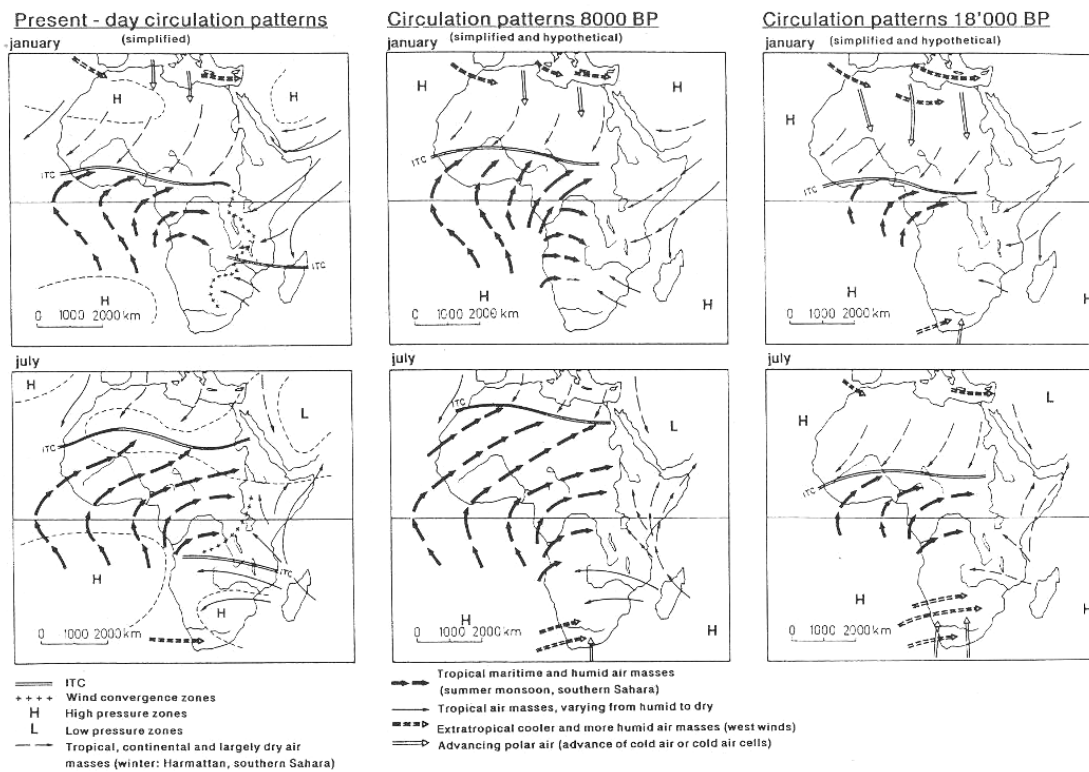 Present - day circulation patterns
(simplified)
january
H
H
ITC
ITC
H
0 1000 2000 km
Circulation patterns 8000 BP
(simplified and hypothetical)
january
H
H
ITC
H
0 1000 2000 km
H
Circulation patterns 18'000 BP
(simplified and hypothetical)
january
H
H
ITC
H
0 1000 2000 km
H
july
H
L
ITC
H
ITC
H
0 1000 2000 km
july
ITC
L
H
0 1000 2000 km
H
july
H
L
ITC
H
0 1000 2000 km
H
ITC
Wind convergence zones
H High pressure zones
L Low pressure zones
Tropical, continental and largely dry air
masses (winter: Harmattan, southern Sahara)
Tropical maritime and humid air masses
(summer monsoon, southern Sahara)
Tropical air masses, varying from humid to dry
Extratropical cooler and more humid air masses (west winds)
Advancing polar air (advance of cold air or cold air cells)